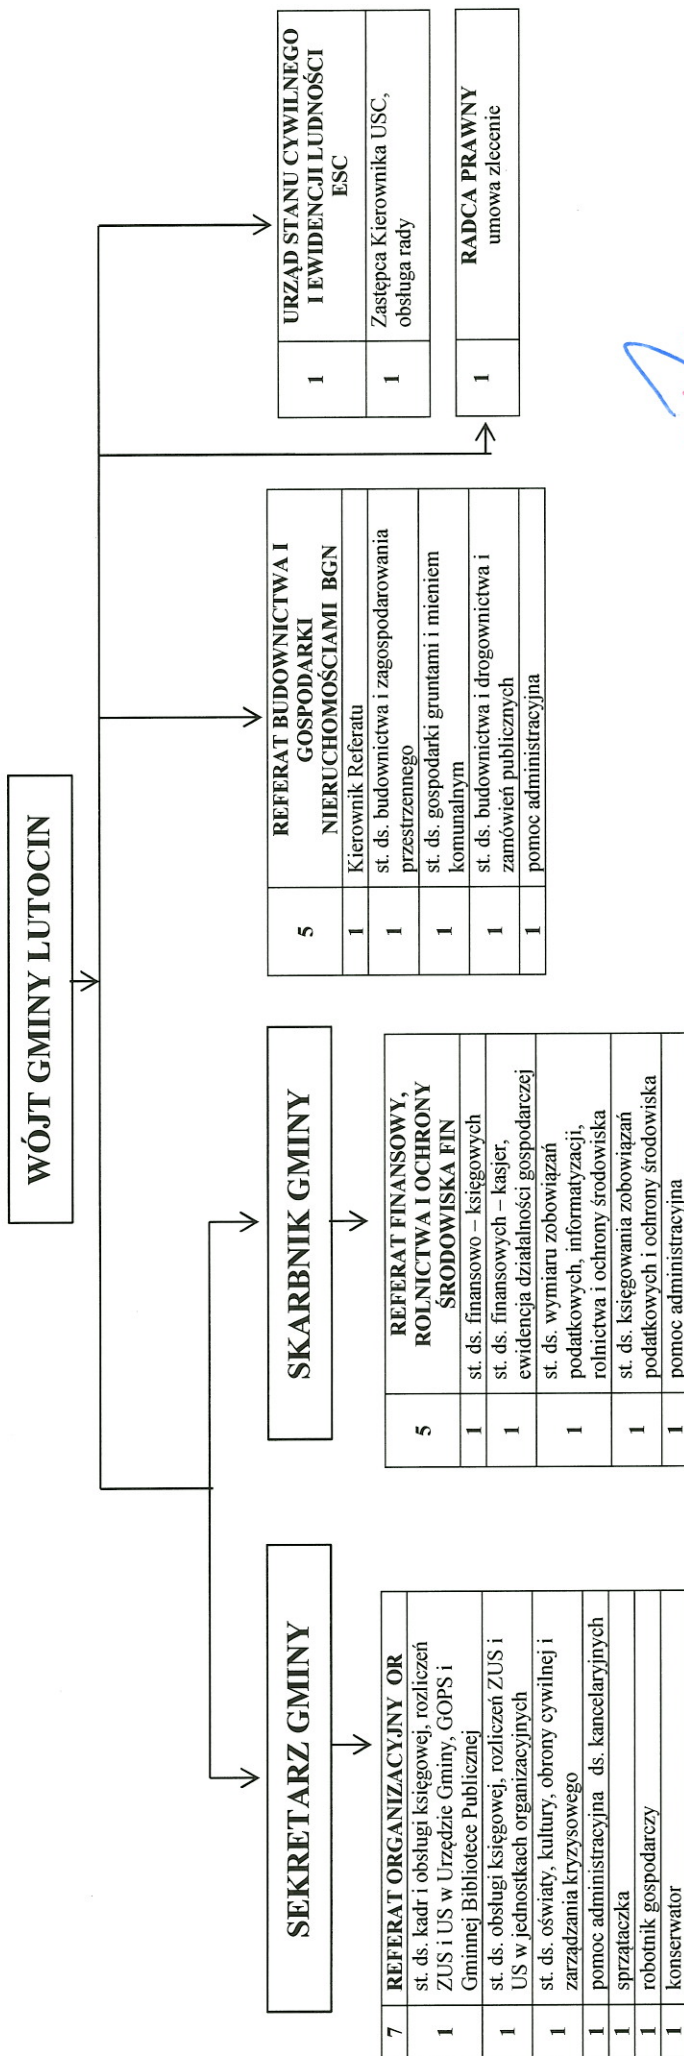 WÓJT GMINY LUTOCIN
SEKRETARZ GMINY
7 REFERAT ORGANIZACYJNY OR
1 st. ds. kadr i obsługi księgowej, rozliczeń
ZUS i US w Urzędzie Gminy, GOPS i
Gminnej Bibliotece Publicznej
1 st. ds. obsługi księgowej, rozliczeń ZUS i
US w jednostkach organizacyjnych
1 st. ds. oświaty, kultury, obrony cywilnej i
zarządzania kryzysowego
1 pomoc administracyjna ds. kancelaryjnych
1 sprzątaczka
1 robotnik gospodarczy
1 konserwator
SKARBNIK GMINY
5 REFERAT FINANSOWY,
ROLNICTWA I OCHRONY
ŚRODOWISKA FIN
1 st. ds. finansowo – księgowych
1 st. ds. finansowych – kasjer,
ewidencja działalności gospodarczej
1 st. ds. wymiaru zobowiązań
podatkowych, informatyzacji,
rolnictwa i ochrony środowiska
1 st. ds. księgowania zobowiązań
podatkowych i ochrony środowiska
1 pomoc administracyjna
5 REFERAT BUDOWNICTWA I
GOSPODARKI
NIERUCHOMOŚCIAMI BGN
1 Kierownik Referatu
1 st. ds. budownictwa i zagospodarowania
przestrzennego
1 st. ds. gospodarki gruntami i mieniem
komunalnym
1 st. ds. budownictwa i drogownictwa i
zamówień publicznych
1 pomoc administracyjna
1 URZĄD STANU CYWILNEGO
I EWIDENCJI LUDNOŚCI
ESC
1 Zastępca Kierownika USC,
obsługa rady
1 RADCA PRAWNY
umowa zlecenie